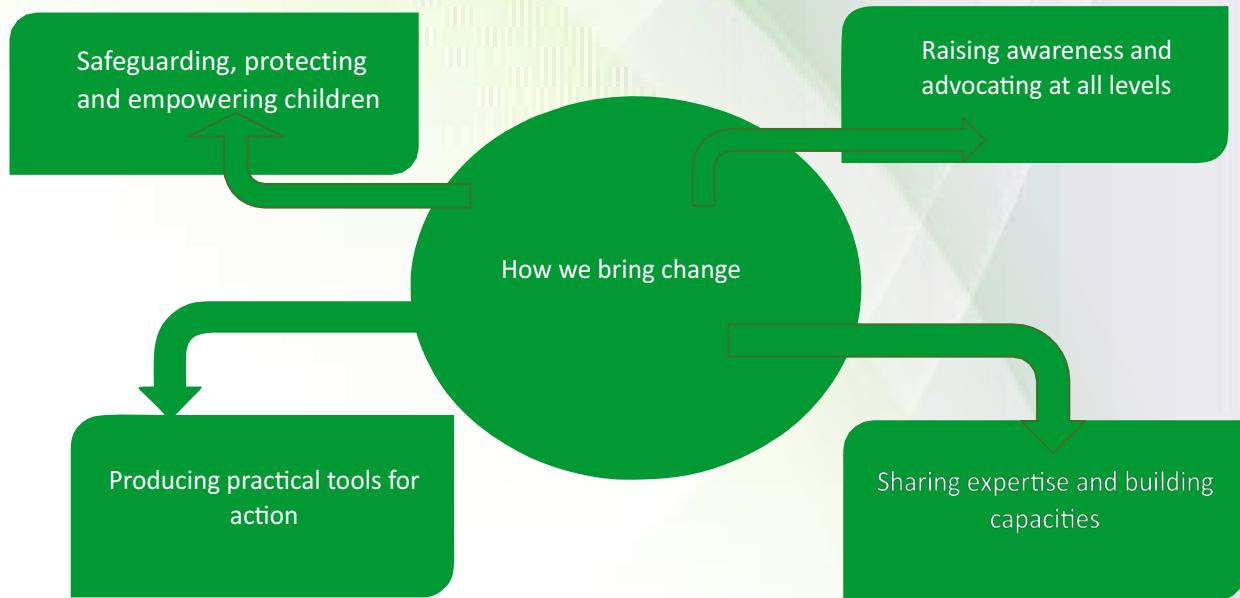 Safeguarding, protecting
and empowering children
Raising awareness and
advocating at all levels
How we bring change
Producing practical tools for
action
Sharing expertise and building
capacities